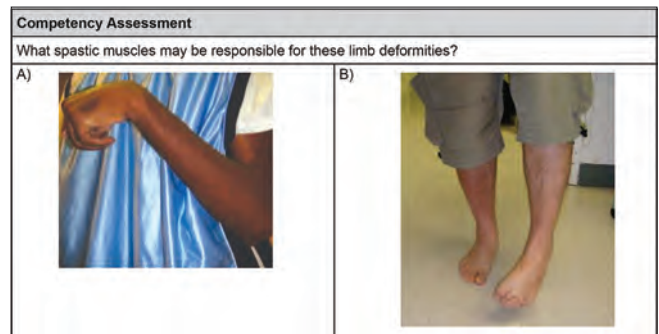 Competency Assessment
What spastic muscles may be responsible for these limb deformities?
A)
B)